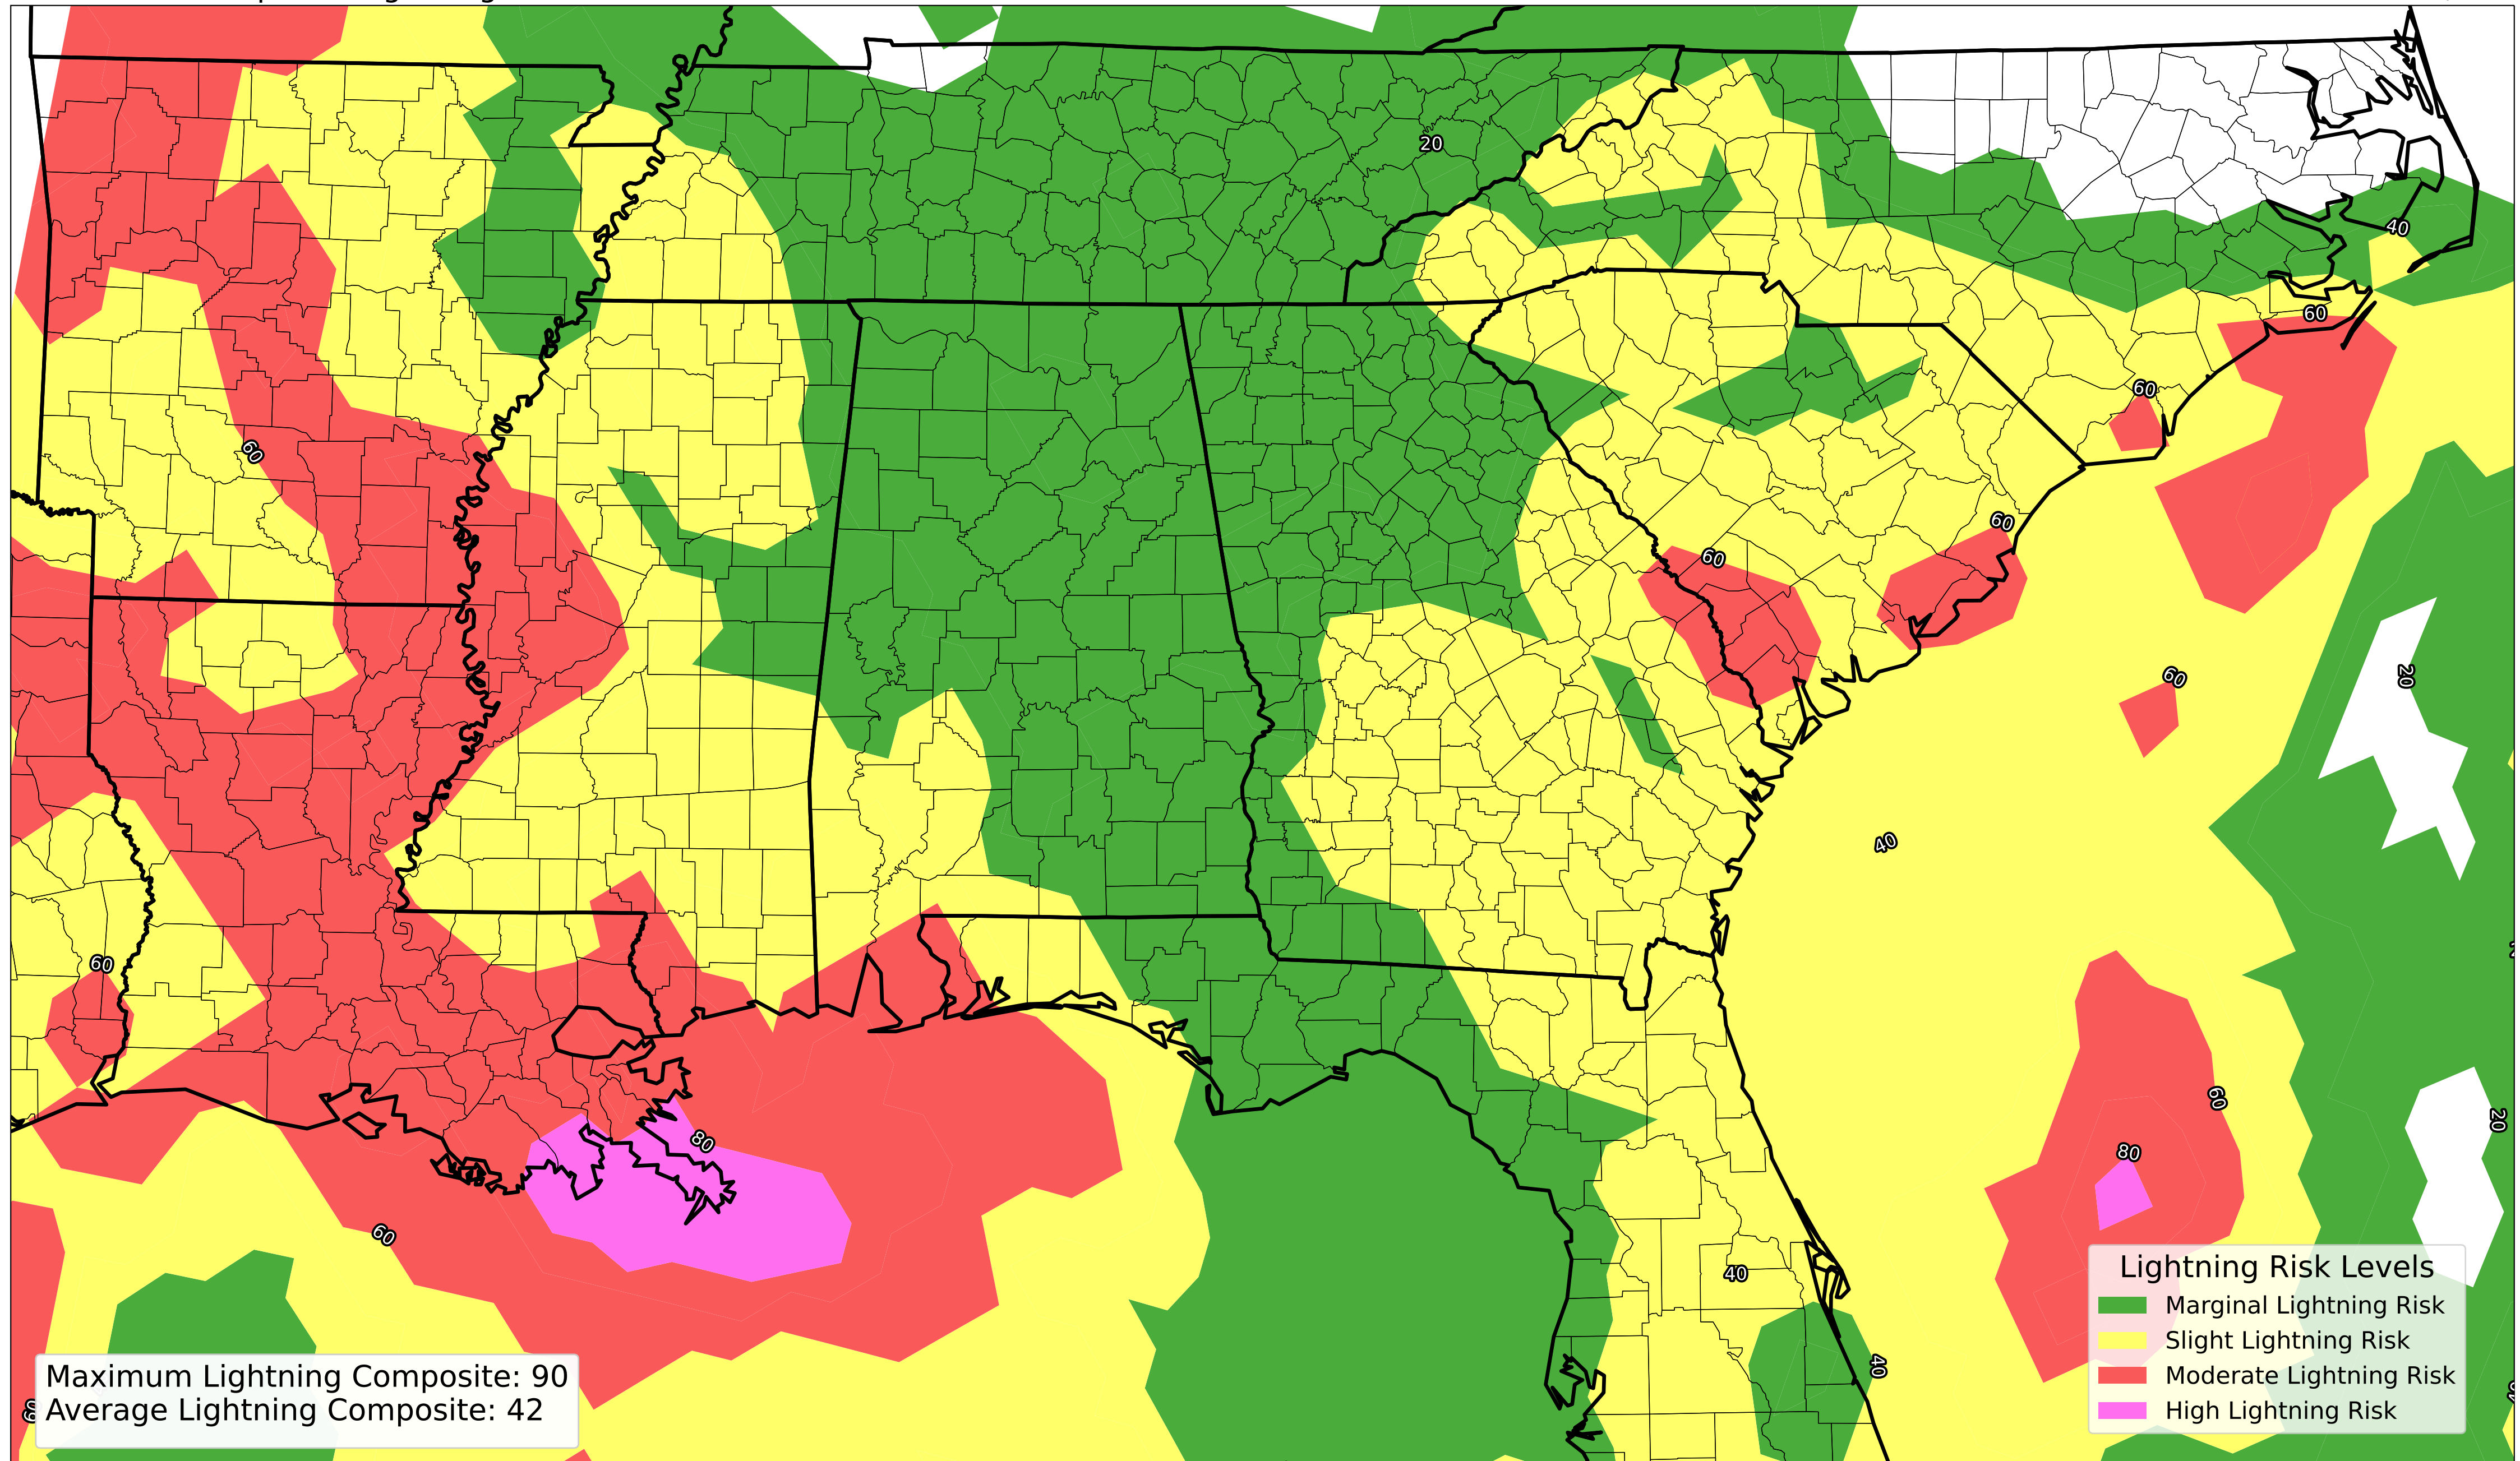 20
40
60
60
60
60
60
60
20
40
60
60
80
80
20
60
40
40
Lightning Risk Levels
Marginal Lightning Risk
Slight Lightning Risk
Moderate Lightning Risk
High Lightning Risk
Maximum Lightning Composite: 90
Average Lightning Composite: 42